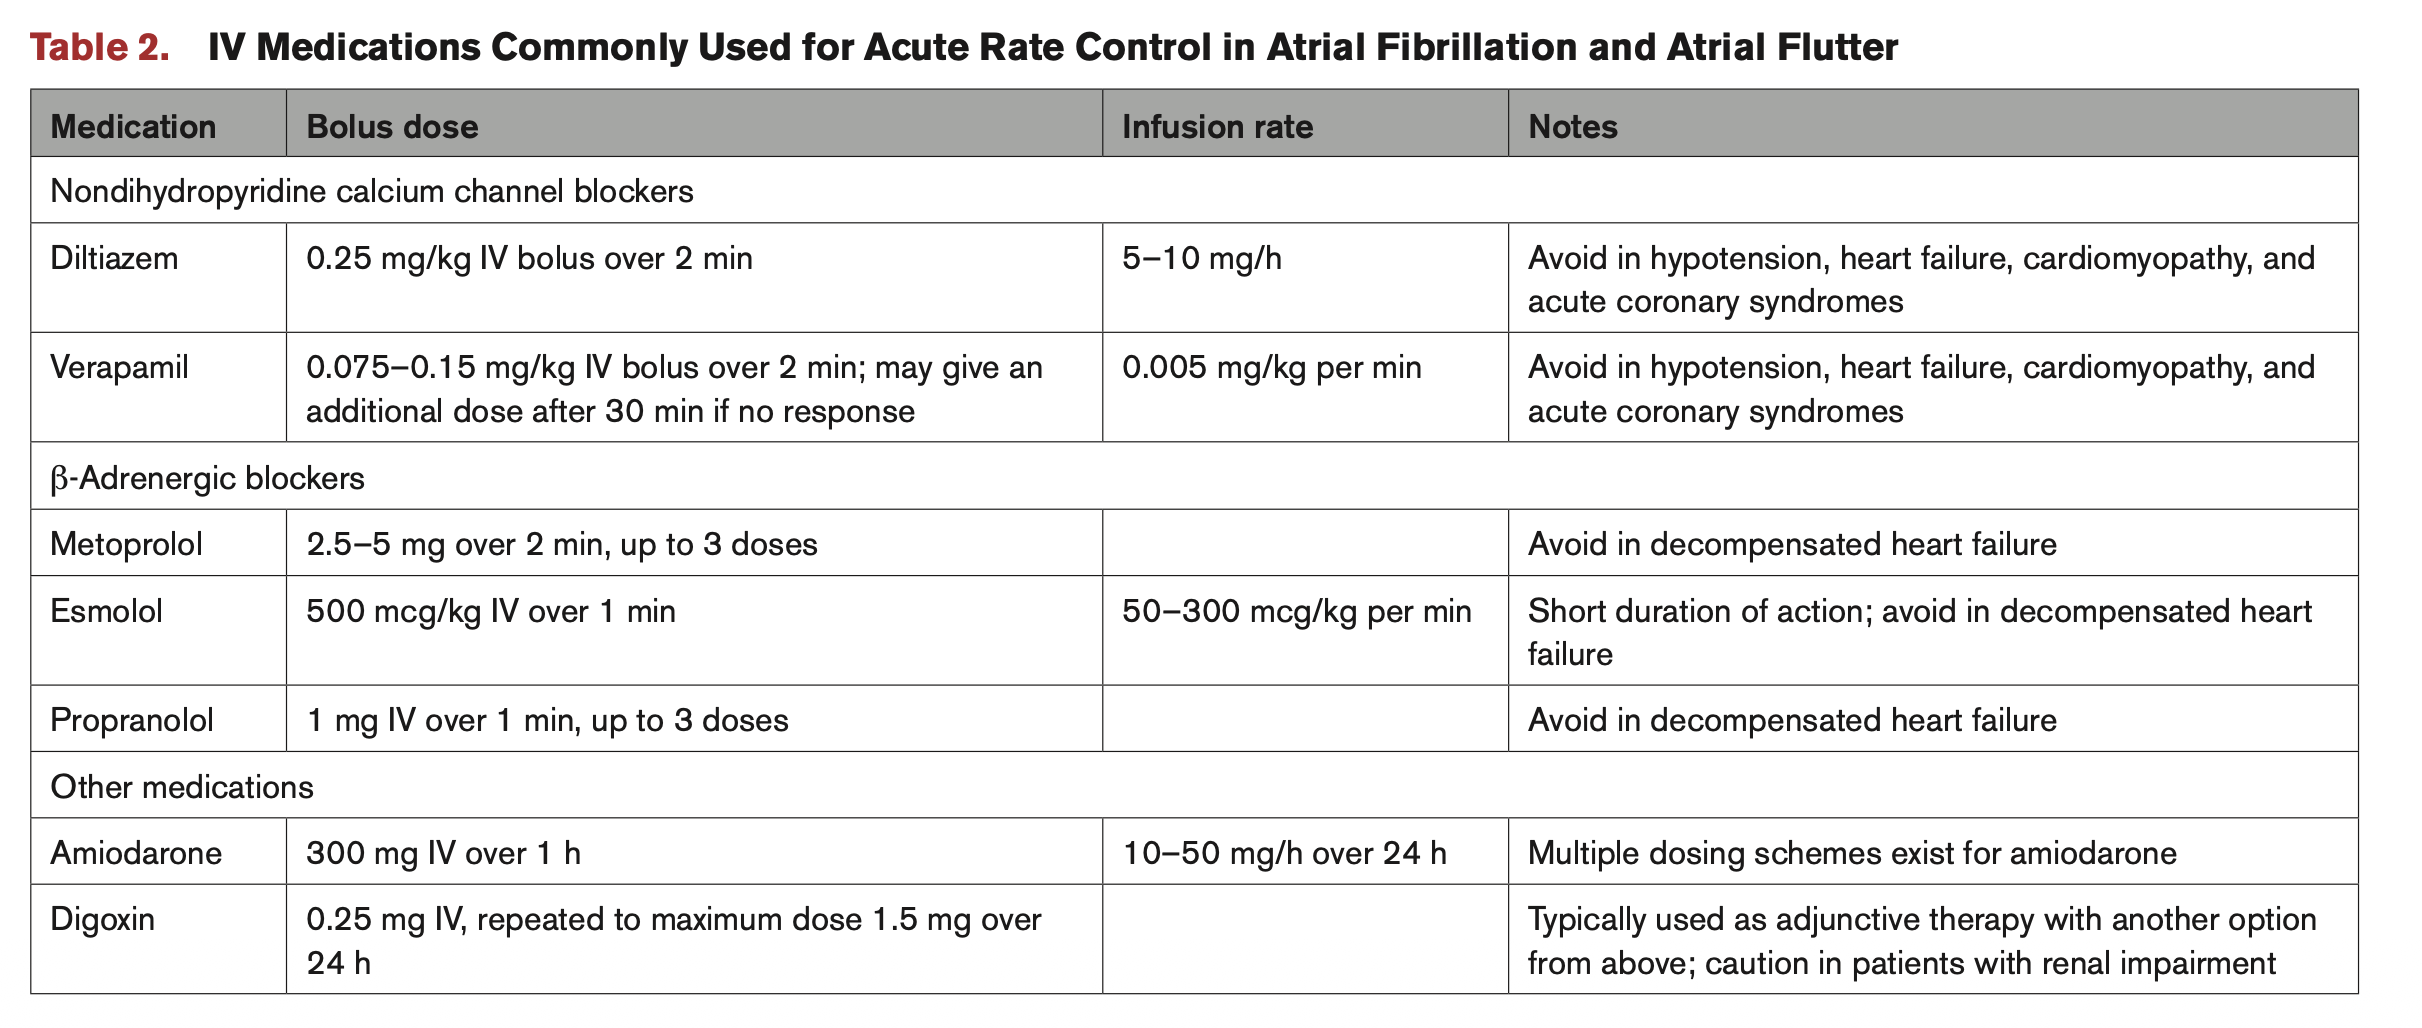 Table 2. IV Medications Commonly Used for Acute Rate Control in Atrial Fibrillation and Atrial Flutter
Medication Bolus dose Infusion rate Notes
Nondihydropyridine calcium channel blockers
Diltiazem 0.25 mg/kg IV bolus over 2 min 5–10 mg/h Avoid in hypotension, heart failure, cardiomyopathy, and
acute coronary syndromes
Verapamil 0.075–0.15 mg/kg IV bolus over 2 min; may give an 0.005 mg/kg per min Avoid in hypotension, heart failure, cardiomyopathy, and
additional dose after 30 min if no response acute coronary syndromes
β-Adrenergic blockers
Metoprolol 2.5–5 mg over 2 min, up to 3 doses Avoid in decompensated heart failure
Esmolol 500 mcg/kg IV over 1 min 50–300 mcg/kg per min Short duration of action; avoid in decompensated heart
failure
Propranolol 1 mg IV over 1 min, up to 3 doses Avoid in decompensated heart failure
Other medications
Amiodarone 300 mg IV over 1 h 10–50 mg/h over 24 h Multiple dosing schemes exist for amiodarone
Digoxin 0.25 mg IV, repeated to maximum dose 1.5 mg over Typically used as adjunctive therapy with another option
24 h from above; caution in patients with renal impairment